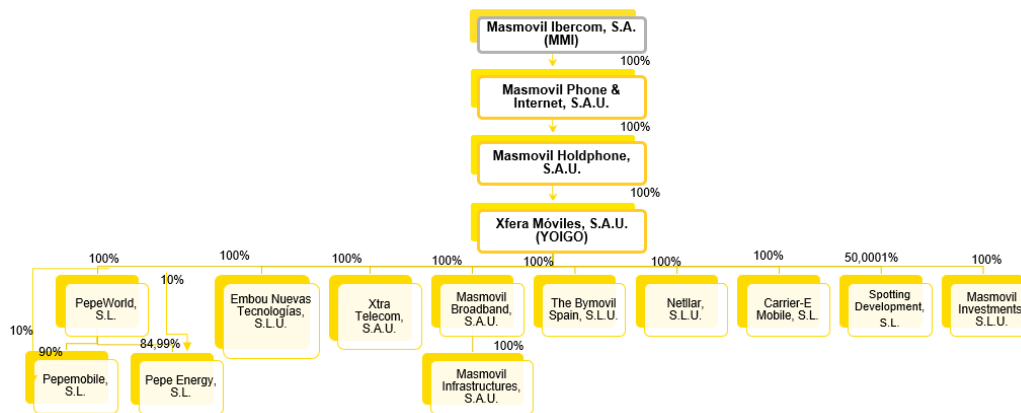 Masmovil Ibercom, S.A.
(MMI)
100%
Masmovil Phone &
Internet, S.A.U.
100%
Masmovil Holdphone,
S.A.U.
100%
Xfera Móviles, S.A.U.
(YOIGO)
100%
100%
100%
100%
100%
100%
100%
50,0001%
100%
10%
PepeWorld,
S.L.
Embou Nuevas
Tecnologías,
S.L.U.
Xtra
Telecom,
S.A.U.
Masmovil
Broadband,
S.A.U.
The Bymovil
Spain, S.L.U.
Netllar,
S.L.U.
Carrier-E
Mobile, S.L.
Spotting
Development,
S.L.
Masmovil
Investments
S.L.U.
10%
90%
84,99%
100%
Pepemobile,
S.L.
Pepe Energy,
S.L.
Masmovil
Infrastructures,
S.A.U.